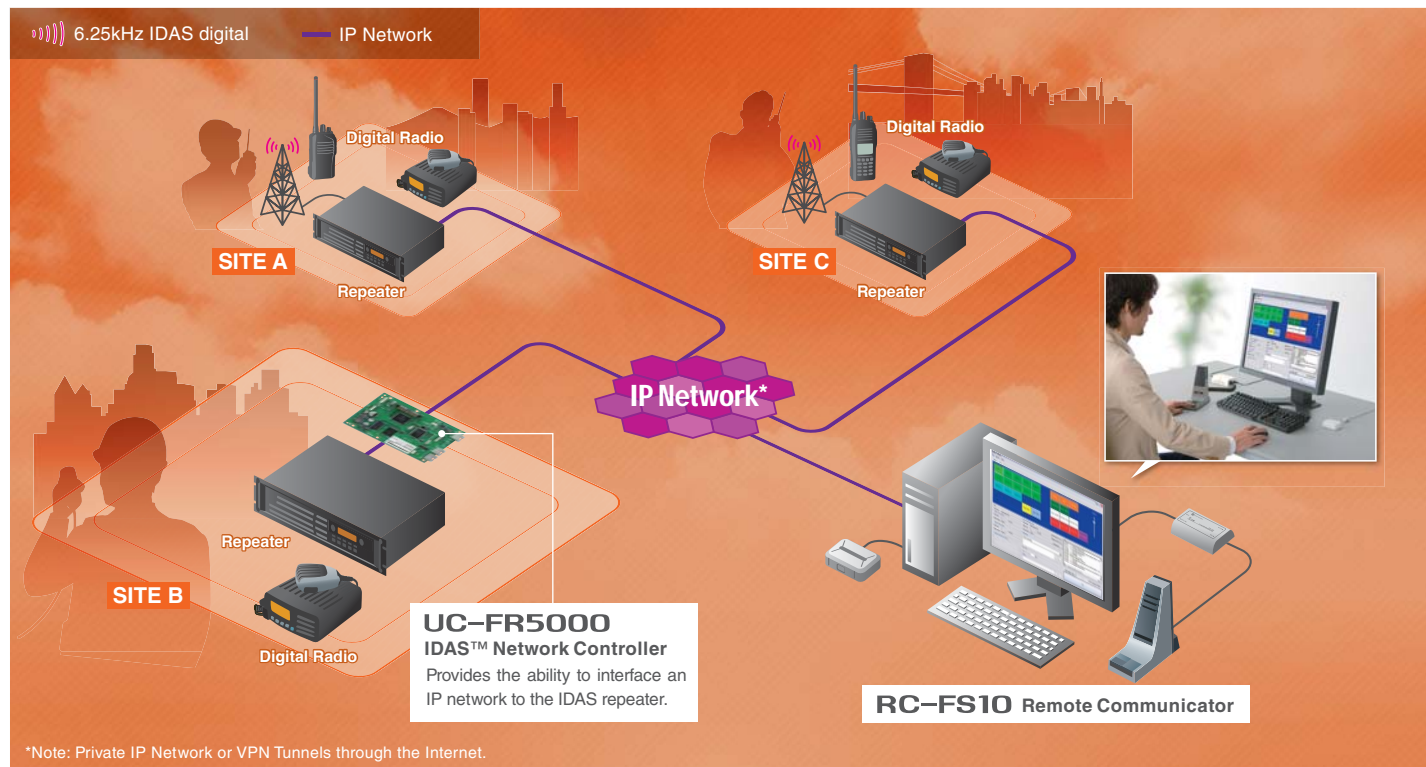 6.25kHz IDAS digital
IP Network
Digital Radio
SITE A
Repeater
Digital Radio
SITE C
Repeater
IP Network*
Repeater
SITE B
Digital Radio
UC-FR5000
IDAS™ Network Controller
Provides the ability to interface an
IP network to the IDAS repeater.
RC-FS10 Remote Communicator
*Note: Private IP Network or VPN Tunnels through the Internet.